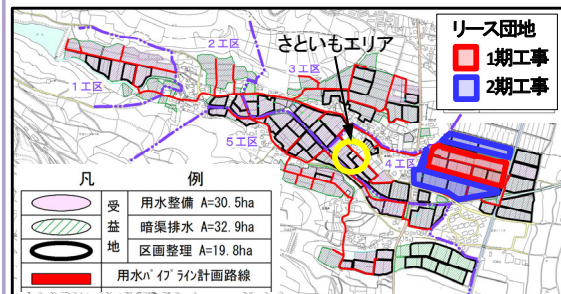 リース団地
1期工事
2期工事
さといもエリア
1工区
2工区
3工区
4工区
5工区
凡 例
受益地
用水整備 A=30.5ha
暗渠排水 A=32.9ha
区画整理 A=19.8ha
用水パイプライン計画路線